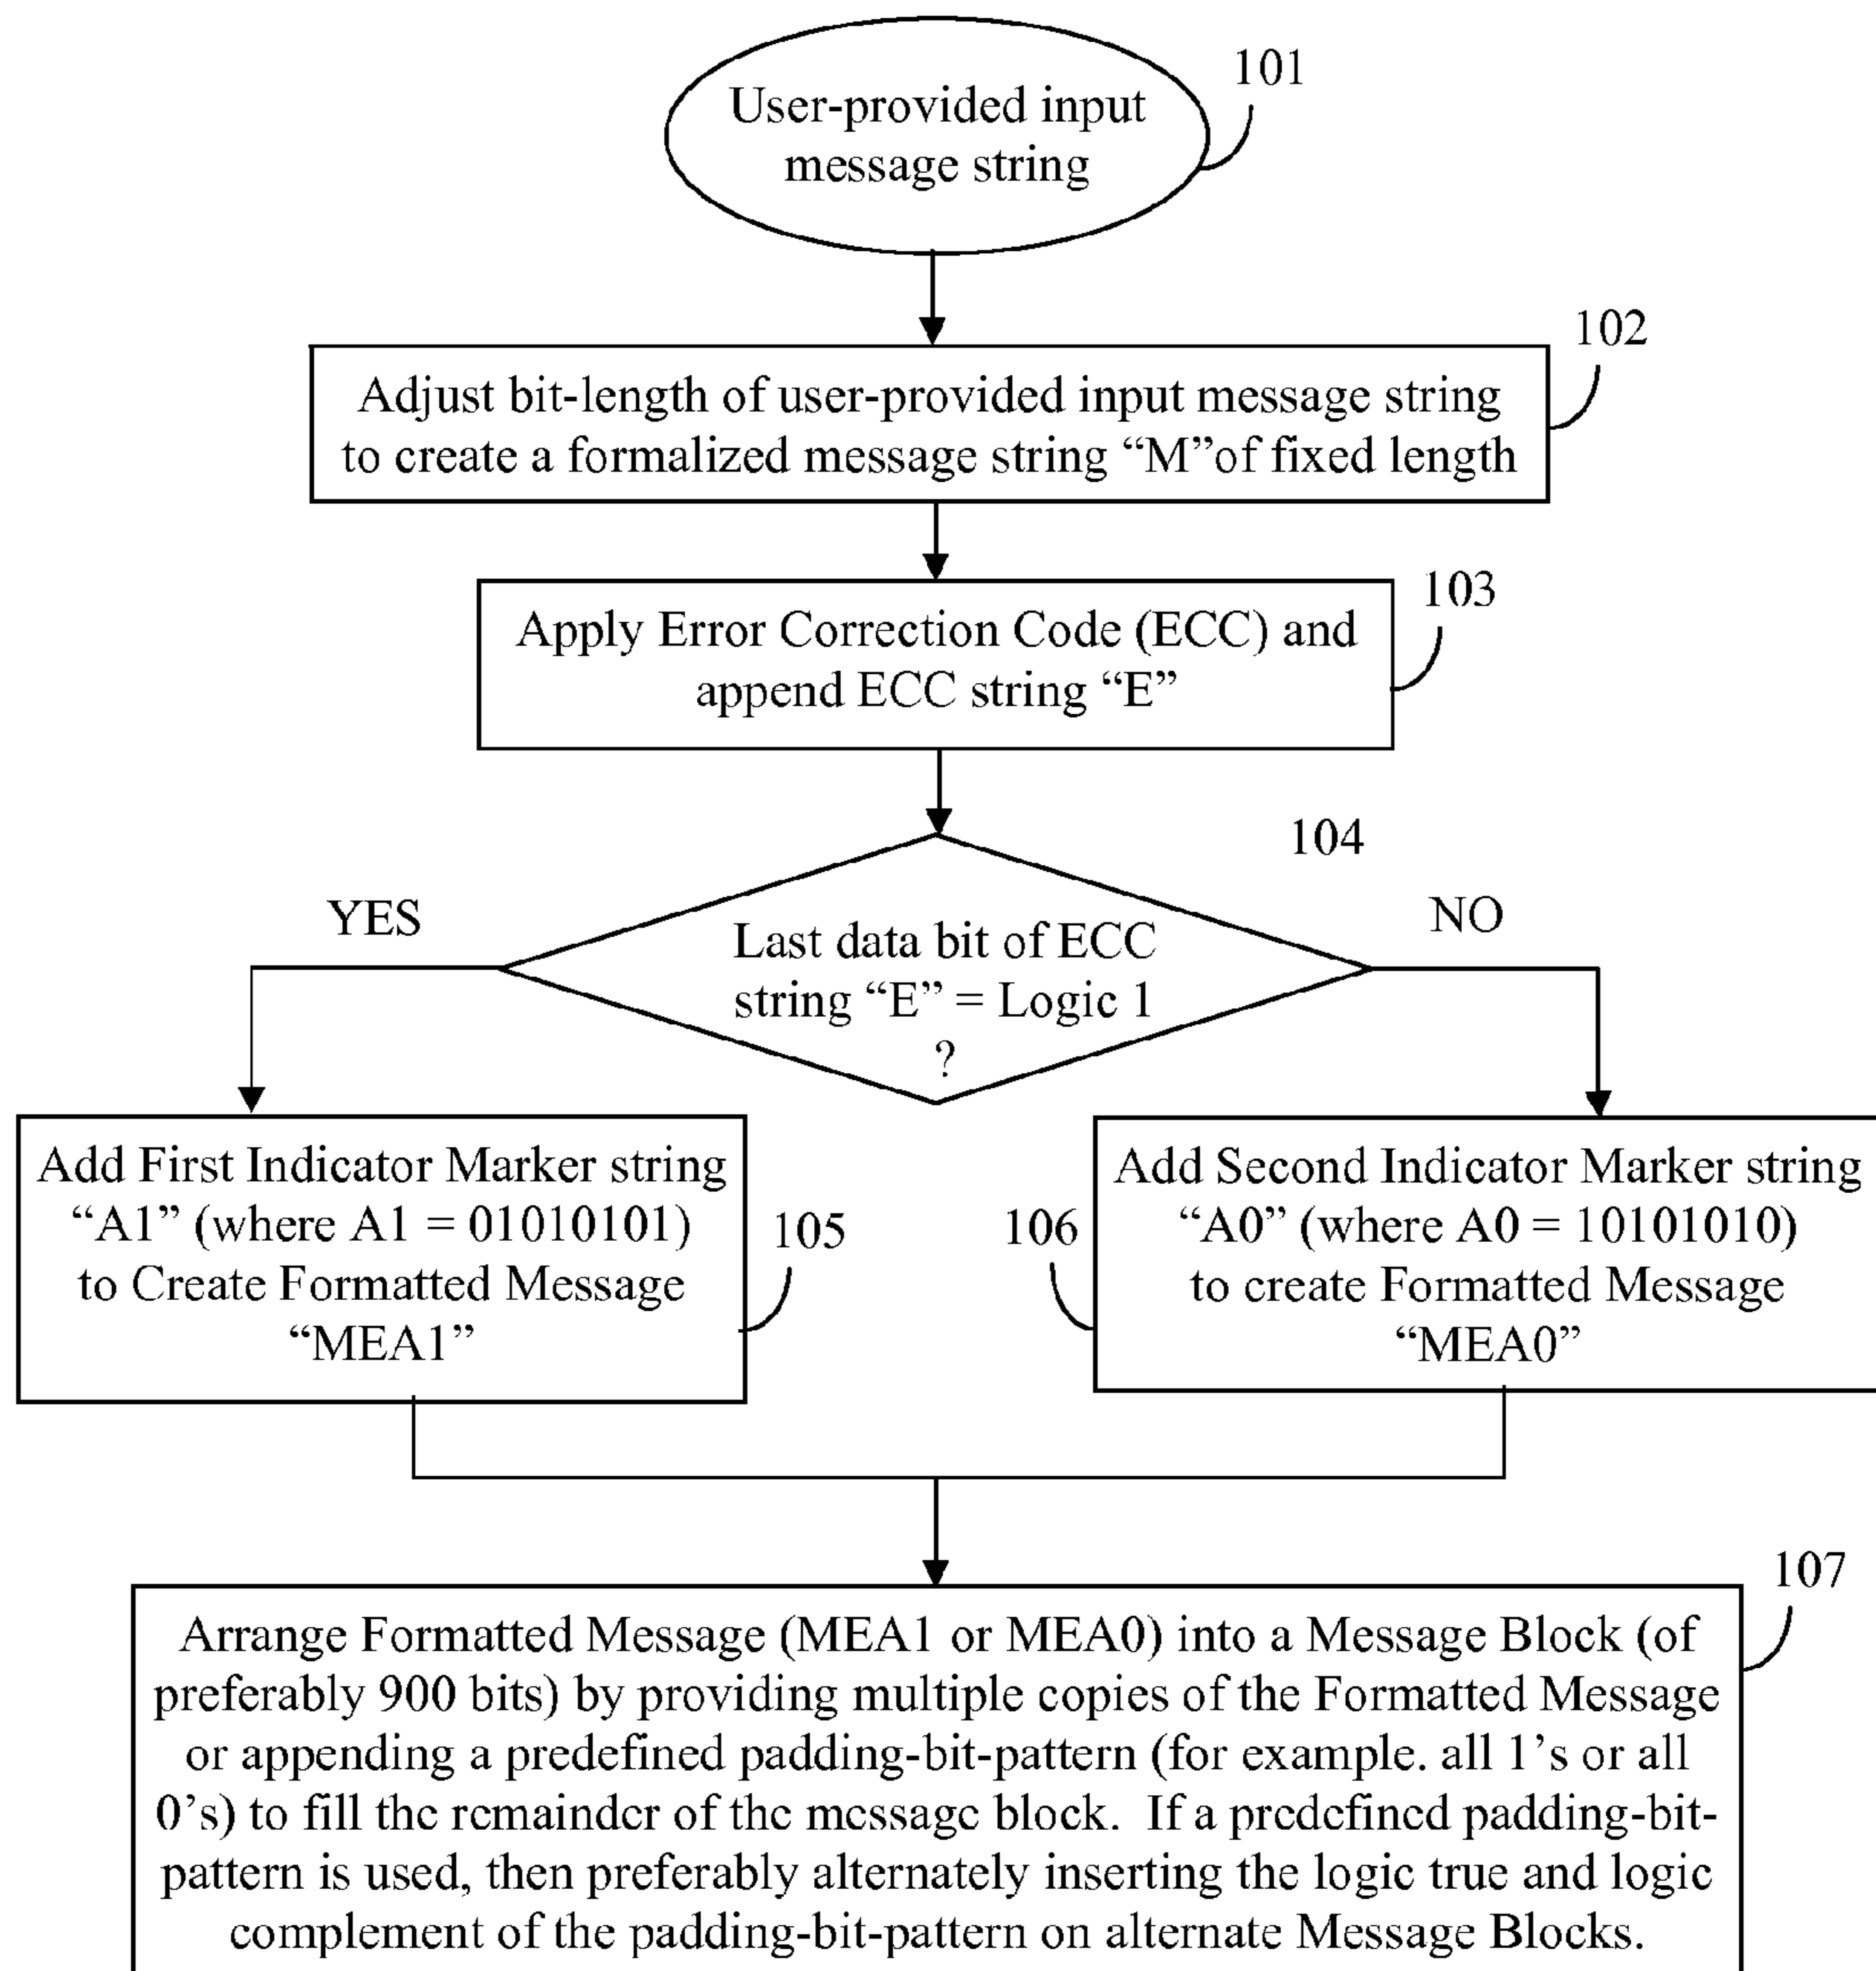 101
User-provided input
message string
102
Adjust bit-length of user-provided input message string
to create a formalized message string “M”of fixed length
103
Apply Error Correction Code (ECC) and
append ECC string “E”
104
YES
NO
Last data bit of ECC
string “E” = Logic 1
?
Add First Indicator Marker string
“A1” (where A1 = 01010101)
to Create Formatted Message
“MEA1”
105
106
Add Second Indicator Marker string
“A0” (where A0 = 10101010)
to create Formatted Message
“MEA0”
107
Arrange Formatted Message (MEA1 or MEA0) into a Message Block (of
preferably 900 bits) by providing multiple copies of the Formatted Message
or appending a predefined padding-bit-pattern (for example. all 1’s or all
0’s) to fill the remainder of the message block.  If a predefined padding-bit-
pattern is used, then preferably alternately inserting the logic true and logic
complement of the padding-bit-pattern on alternate Message Blocks.